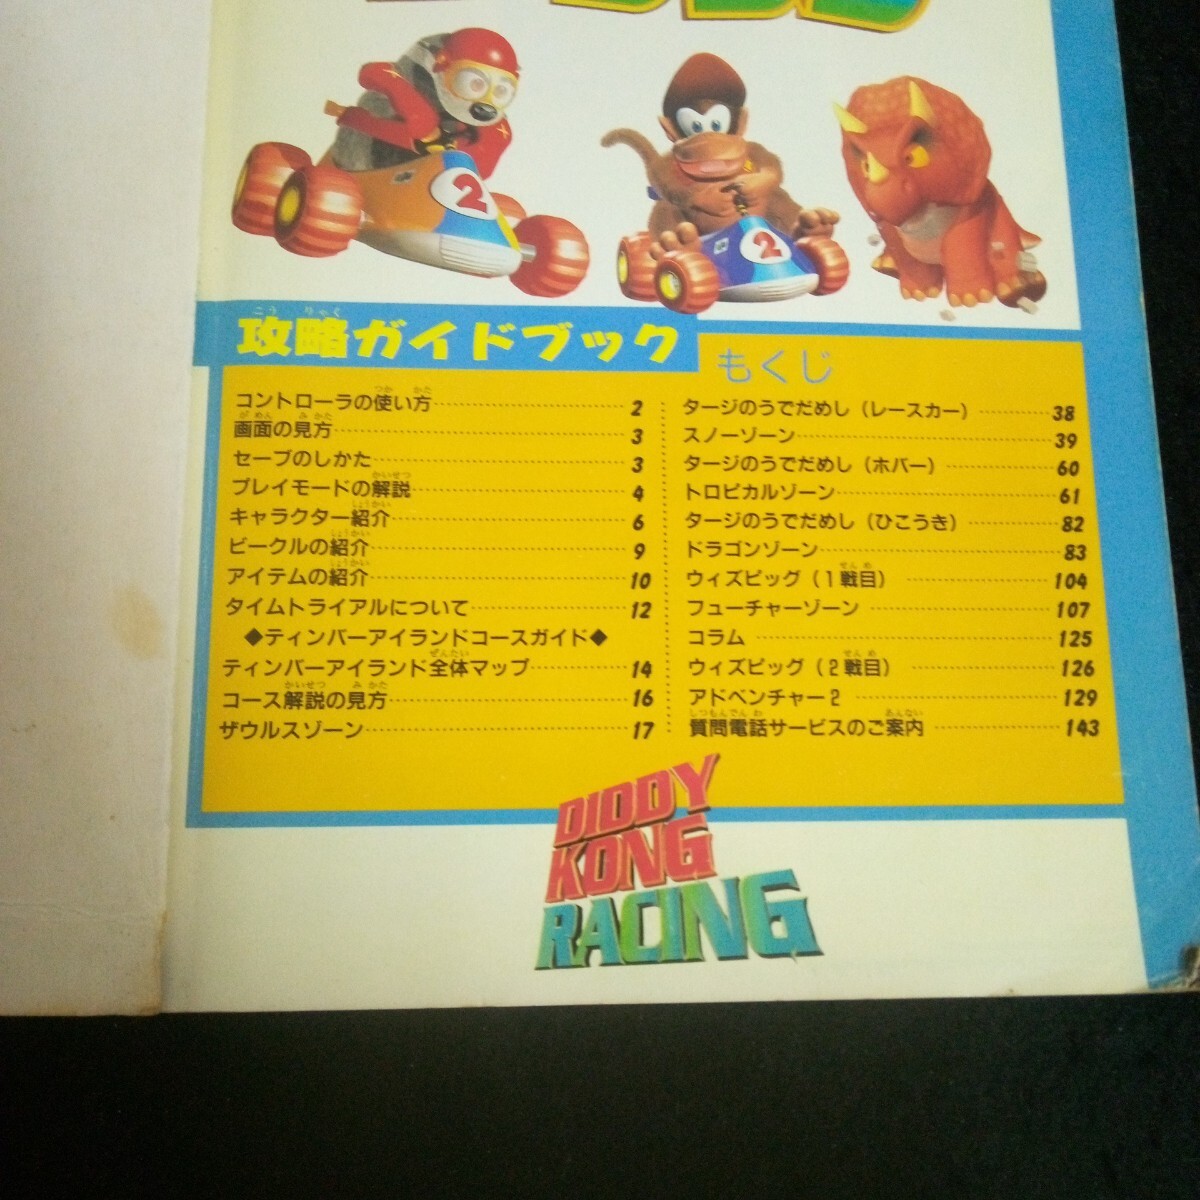 2
2
攻略ガイドブック
もくじ
コントローラの使い方 2
画面の見方 3
セーブのしかた 3
プレイモードの解説 4
キャラクター紹介 6
ビークルの紹介 9
アイテムの紹介 10
タイムトライアルについて 12
◆ティンバーアイランドコースガイド◆
ティンバーアイランド全体マップ 14
コース解説の見方 16
ザウルスゾーン 17
タージのうでだめし（レースカー） 38
スノーゾーン 39
タージのうでだめし（ホバー） 60
トロピカルゾーン 61
タージのうでだめし（ひこうき） 82
ドラゴンゾーン 83
ウィズピッグ（1戦目） 104
フューチャーゾーン 107
コラム 125
ウィズピッグ（2戦目） 126
アドベンチャー2 129
質問電話サービスのご案内 143
DIDDY
KONG
RACING